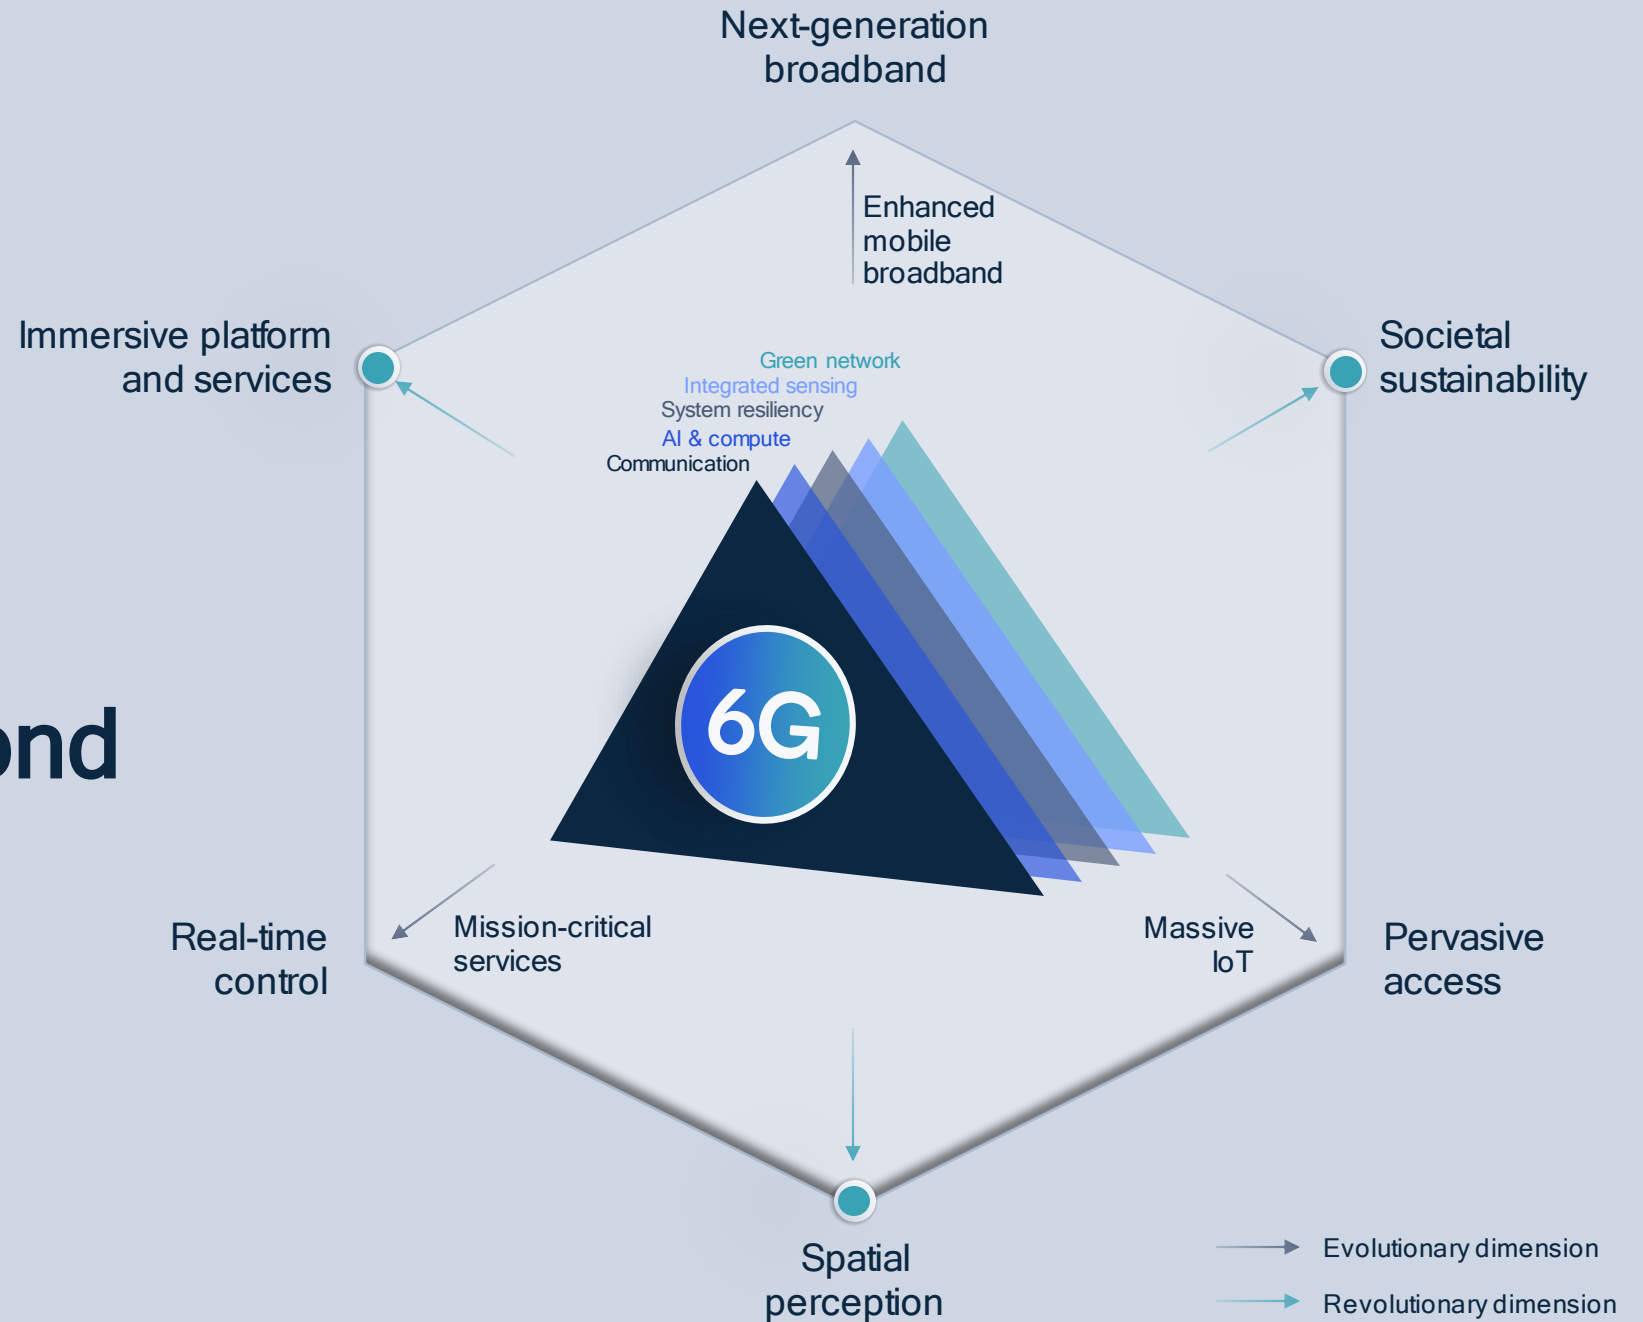 Next-generation
broadband
Enhanced
mobile
broadband
Immersive platform
and services
Societal
sustainability
Green network
Integrated sensing
System resiliency
AI & compute
Communication
6G
Real-time
control
Mission-critical
services
Massive
IoT
Pervasive
access
Spatial
perception
Evolutionary dimension
Revolutionary dimension